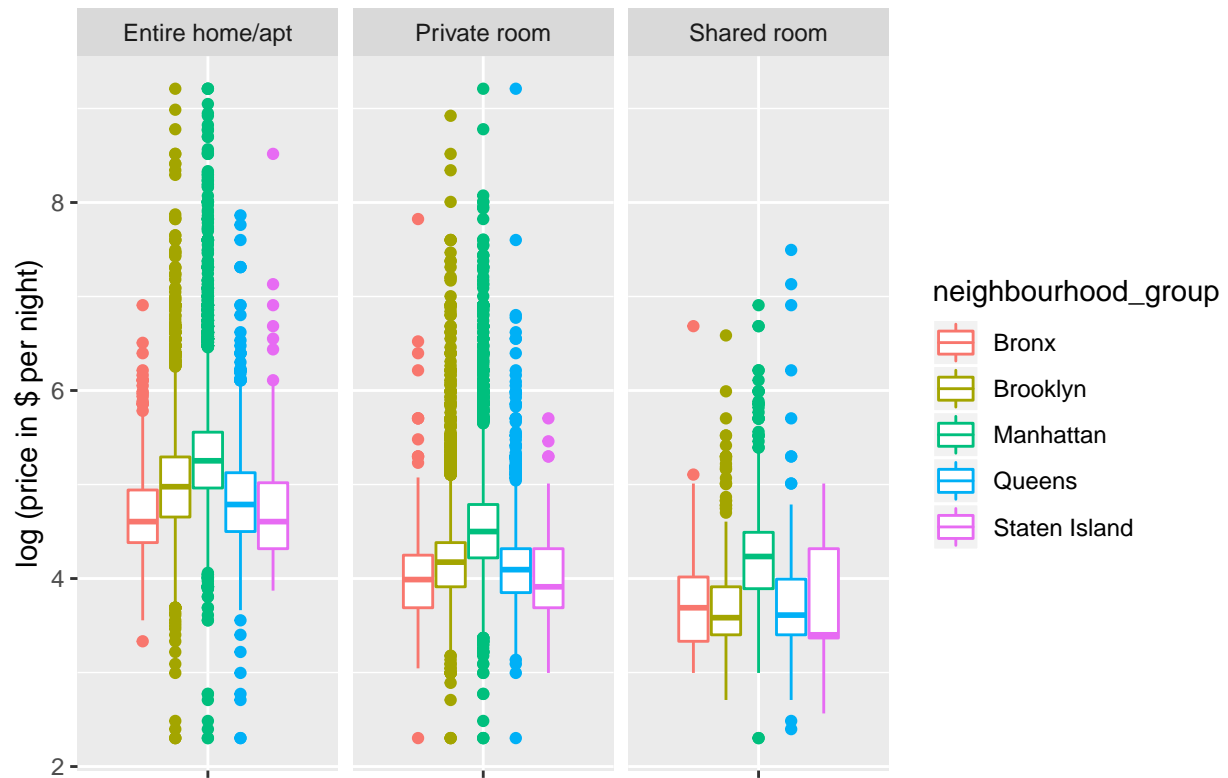 Entire home/apt
Private room
Shared room
log (price in $ per night)
8
6
4
2
neighbourhood_group
Bronx
Brooklyn
Manhattan
Queens
Staten Island